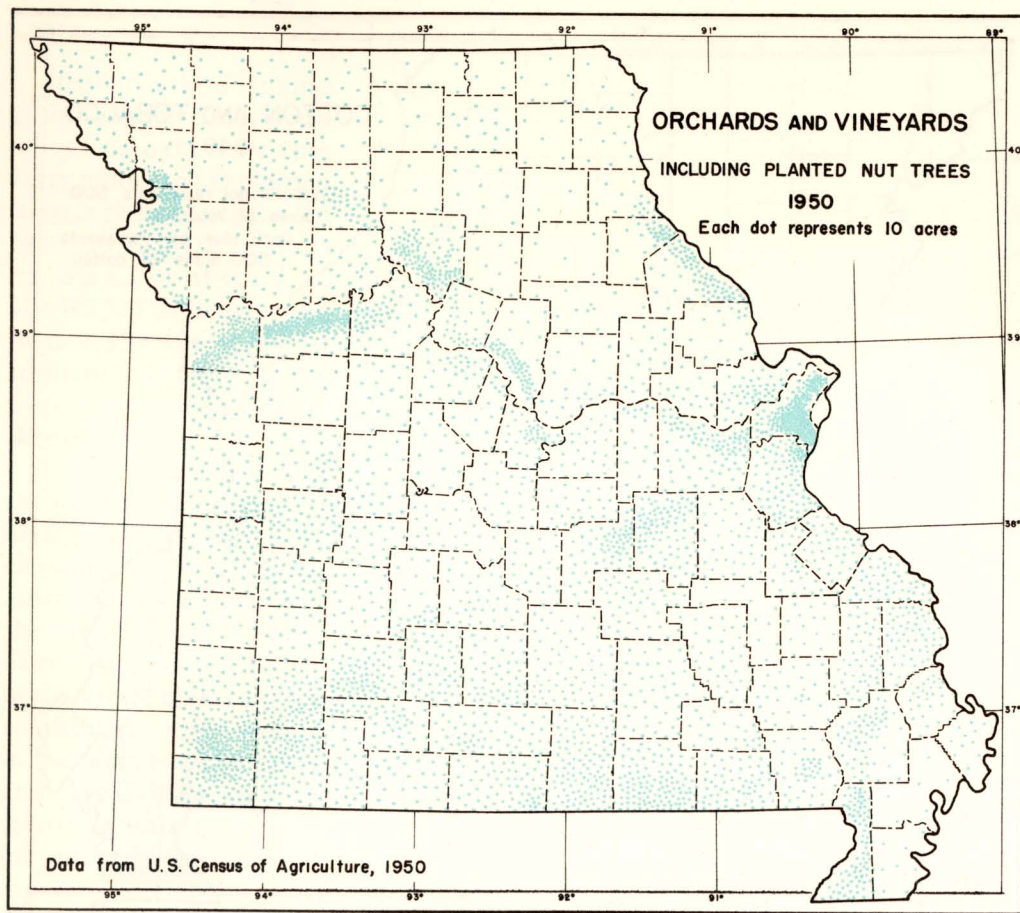 95° 94° 93° 92° 91° 90° 89°
ORCHARDS AND VINEYARDS
40° 40°
INCLUDING PLANTED NUT TREES
1950
Each dot represents 10 acres
39° 39°
38° 38°
37° 37°
Data from U.S. Census of Agriculture, 1950
95° 94° 93° 92° 91° 90°